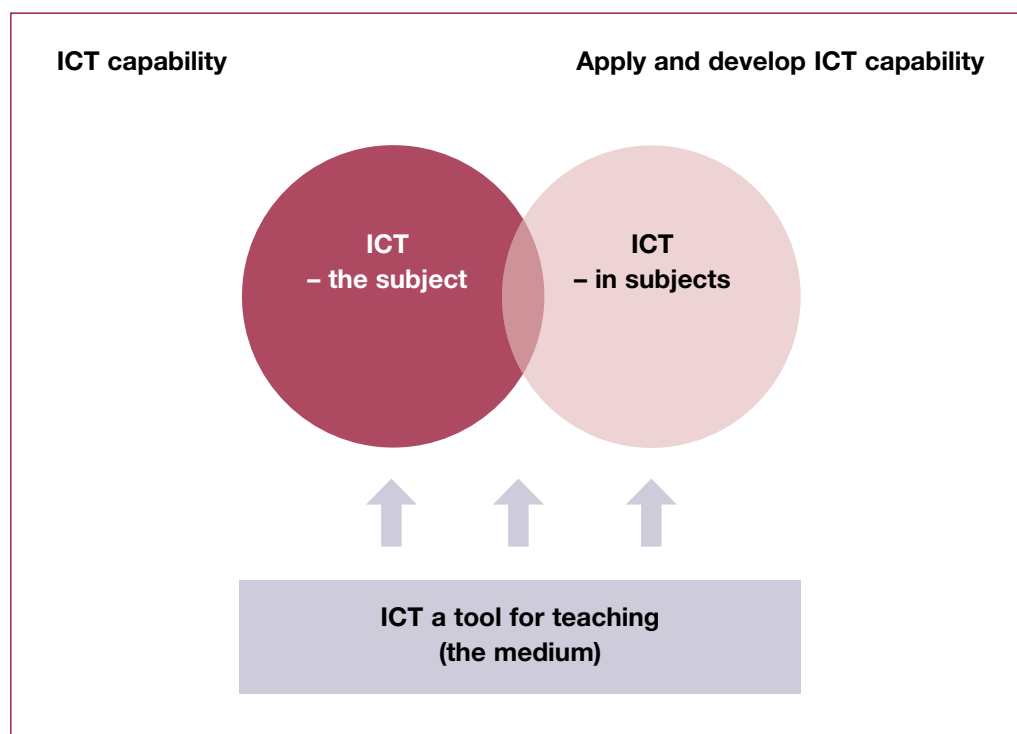 ICT capability
Apply and develop ICT capability
ICT
– the subject
ICT
– in subjects
ICT a tool for teaching
(the medium)